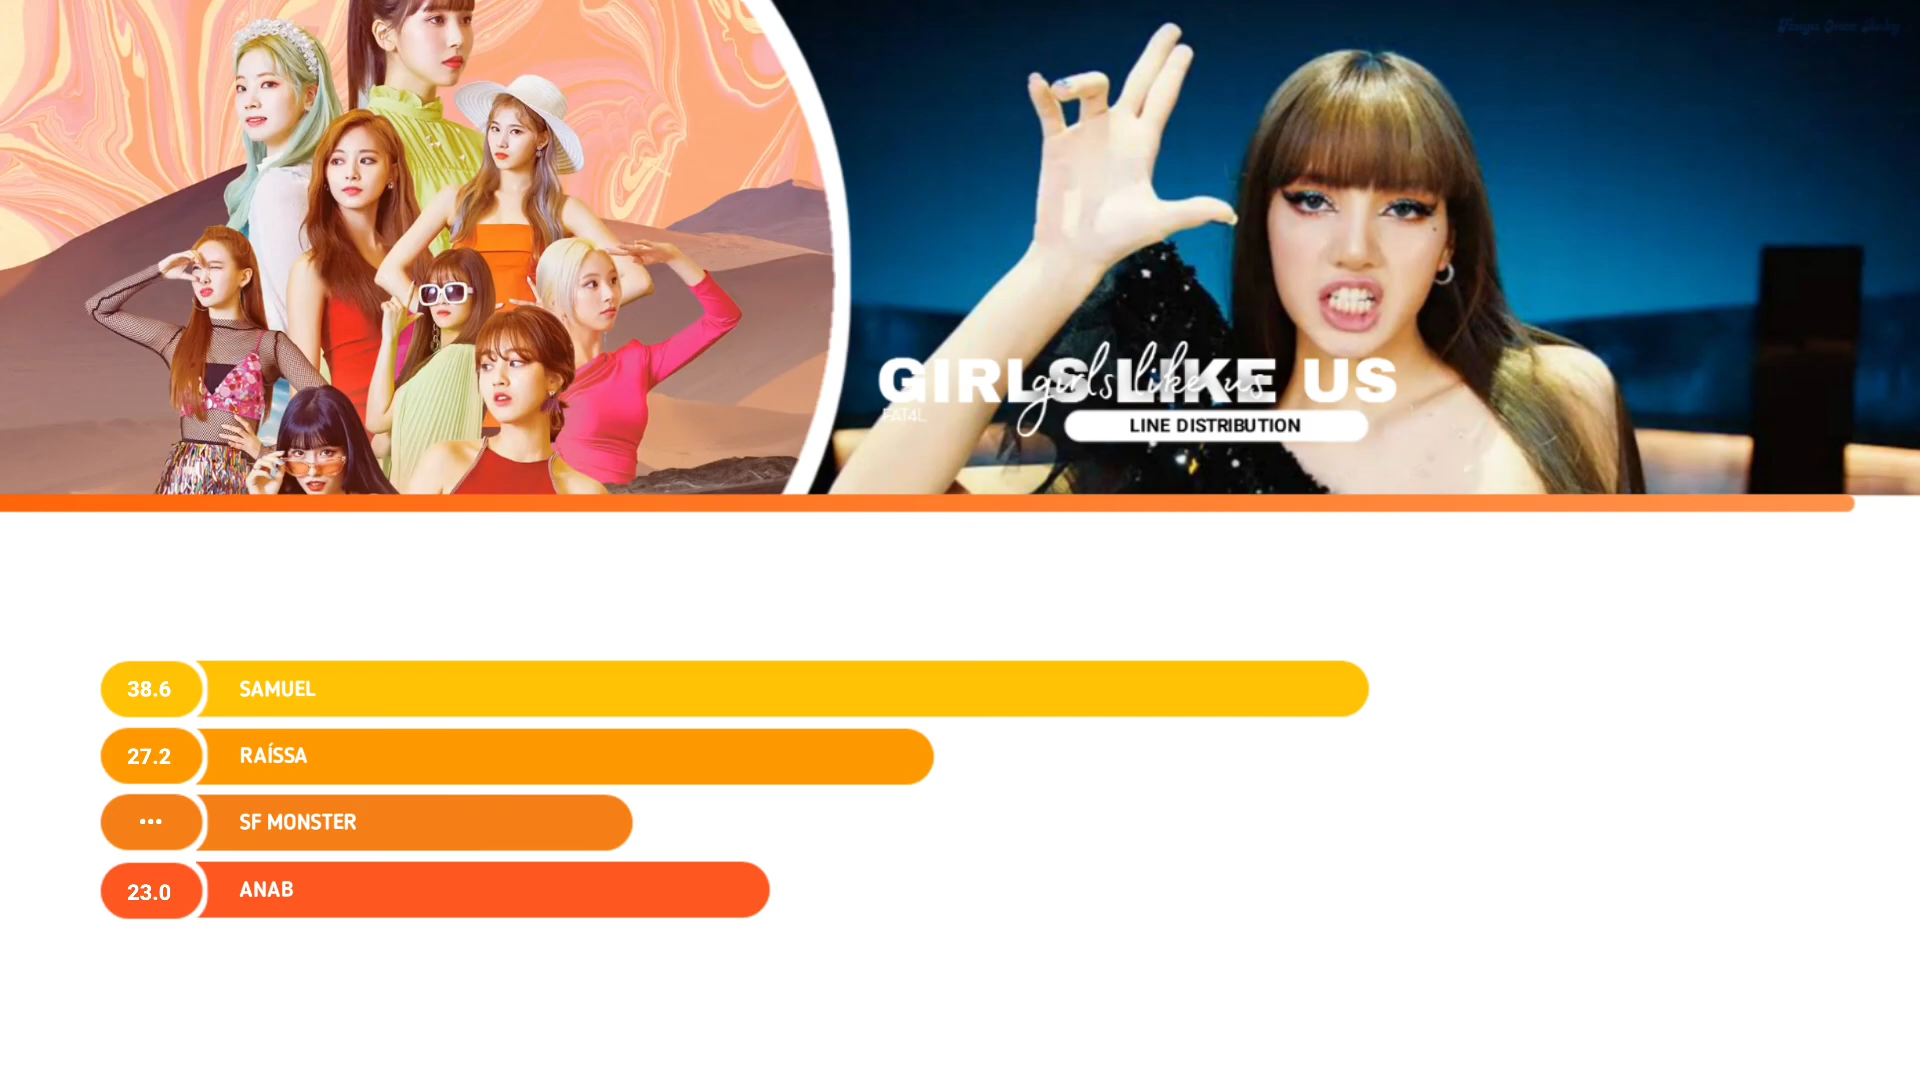 GIRLS LIKE US
girls like us
FAT4L
LINE DISTRIBUTION
38.6 SAMUEL
27.2 RAÍSSA
... SF MONSTER
23.0 ANAB